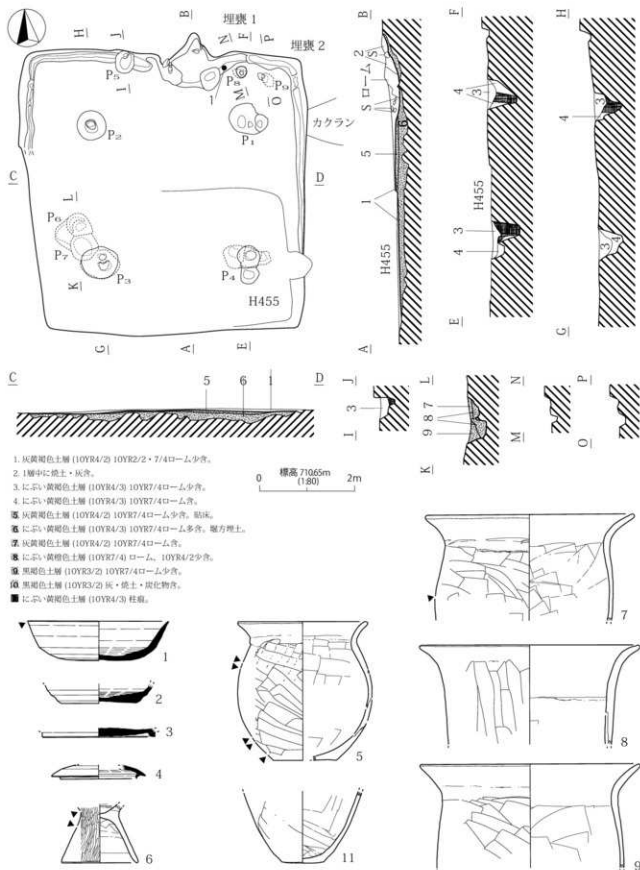 埋甕 1
埋甕 2
B
H
J
N
F
P
P5
I
1
P8
P9
M
O
P2
P1
カクラン
C
D
L
P6
P7
P3
P4
K
H455
G
A
E
B
S
2
ローム
S
6
5
1
H455
A
F
4
3
H455
3
4
E
H
3
4
3
4
G
C
5
6
1
D
J
3
I
L
7
8
9
K
N
M
P
O
標高 710.65m
(1:80)
0
2m
1. 灰黄褐色土層 (10YR4/2) 10YR2/2・7/4ローム少含。
2. 1層中に焼土・灰含。
3. にぶい黄褐色土層 (10YR4/3) 10YR7/4ローム少含。
4. にぶい黄褐色土層 (10YR4/3) 10YR7/4ローム含。
5. 灰黄褐色土層 (10YR4/2) 10YR7/4ローム少含。貼床。
6. にぶい黄褐色土層 (10YR4/3) 10YR7/4ローム多含。堀方埋土。
7. 灰黄褐色土層 (10YR4/2) 10YR7/4ローム含。
8. にぶい黄橙色土層 (10YR7/4) ローム。10YR4/2少含。
9. 黒褐色土層 (10YR3/2) 10YR7/4ローム少含。
10. 黒褐色土層 (10YR3/2) 灰・焼土・炭化物含。
にぶい黄褐色土層 (10YR4/3) 柱痕。
1
2
3
4
5
6
7
8
9
11